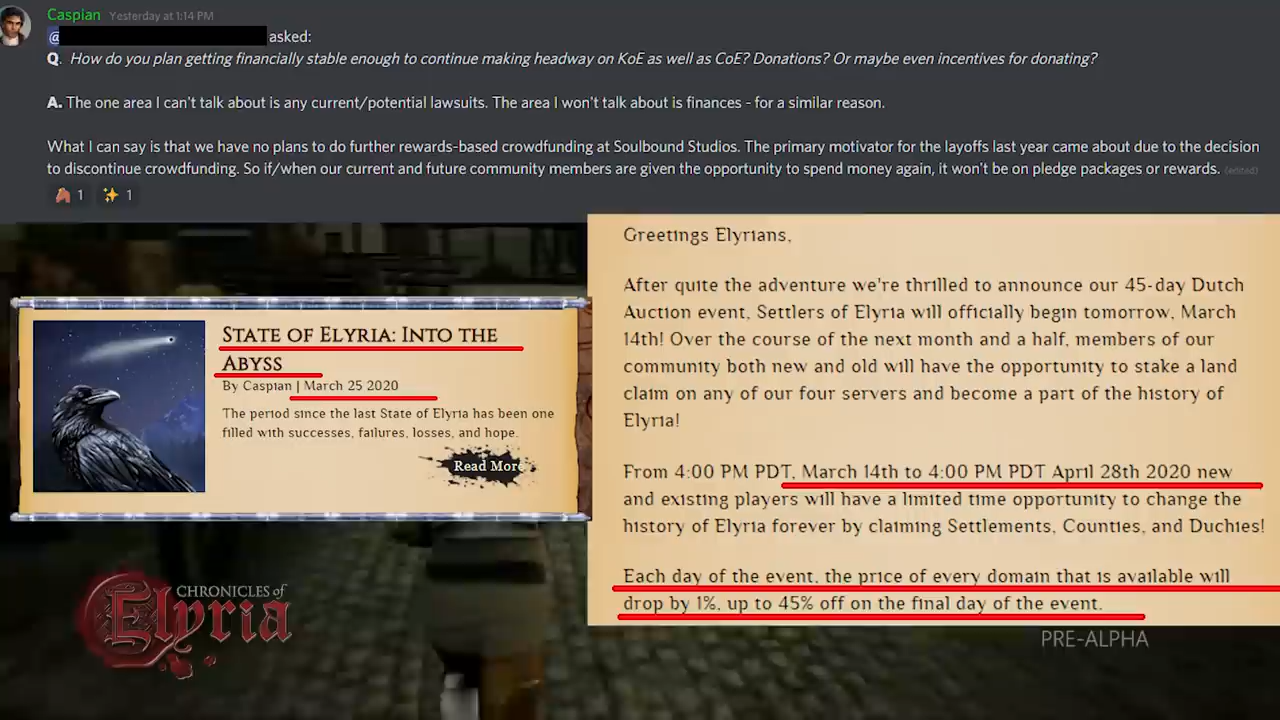 Caspian Yesterday at 1:14 PM
@ asked:
Q. How do you plan getting financially stable enough to continue making headway on KoE as well as CoE? Donations? Or maybe even incentives for donating?
A. The one area I can't talk about is any current/potential lawsuits. The area I won't talk about is finances - for a similar reason.
What I can say is that we have no plans to do further rewards-based crowdfunding at Soulbound Studios. The primary motivator for the layoffs last year came about due to the decision
to discontinue crowdfunding. So if/when our current and future community members are given the opportunity to spend money again, it won't be on pledge packages or rewards. (edited)
1 1
State of Elyria: Into the
Abyss
By Caspian | March 25 2020
The period since the last State of Elyria has been one
filled with successes, failures, losses, and hope.
Read More
Greetings Elyrians,
After quite the adventure we're thrilled to announce our 45-day Dutch
Auction event, Settlers of Elyria will officially begin tomorrow, March
14th! Over the course of the next month and a half, members of our
community both new and old will have the opportunity to stake a land
claim on any of our four servers and become a part of the history of
Elyria!
From 4:00 PM PDT, March 14th to 4:00 PM PDT April 28th 2020 new
and existing players will have a limited time opportunity to change the
history of Elyria forever by claiming Settlements, Counties, and Duchies!
Each day of the event, the price of every domain that is available will
drop by 1%, up to 45% off on the final day of the event.
CHRONICLES of
Elyria
PRE-ALPHA